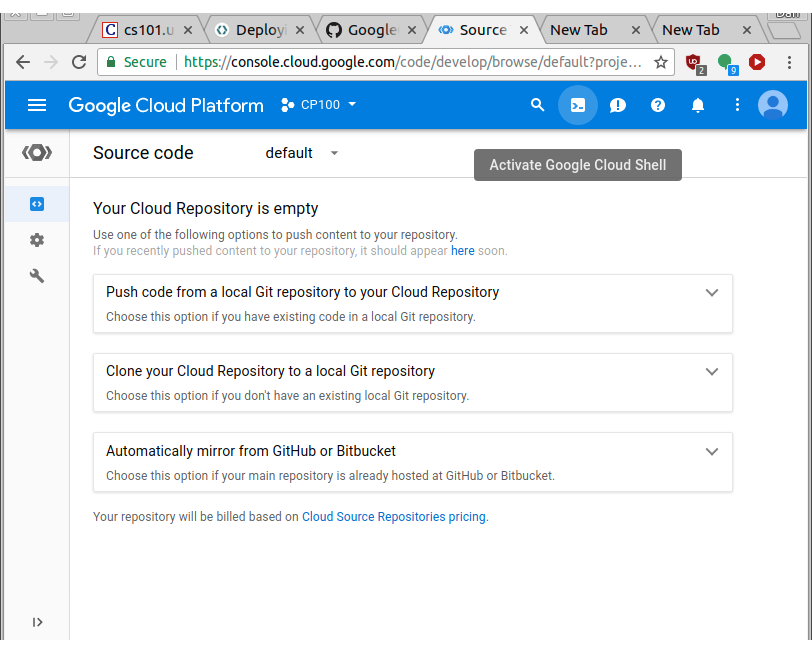 Dan
cs101.u
Deployi
Google
Source
New Tab
New Tab
Secure
https://console.cloud.google.com/code/develop/browse/default?proje...
2
9
Google Cloud Platform
CP100
Source code
default
Activate Google Cloud Shell
Your Cloud Repository is empty
Use one of the following options to push content to your repository.
If you recently pushed content to your repository, it should appear here soon.
Push code from a local Git repository to your Cloud Repository
Choose this option if you have existing code in a local Git repository.
Clone your Cloud Repository to a local Git repository
Choose this option if you don't have an existing local Git repository.
Automatically mirror from GitHub or Bitbucket
Choose this option if your main repository is already hosted at GitHub or Bitbucket.
Your repository will be billed based on Cloud Source Repositories pricing.